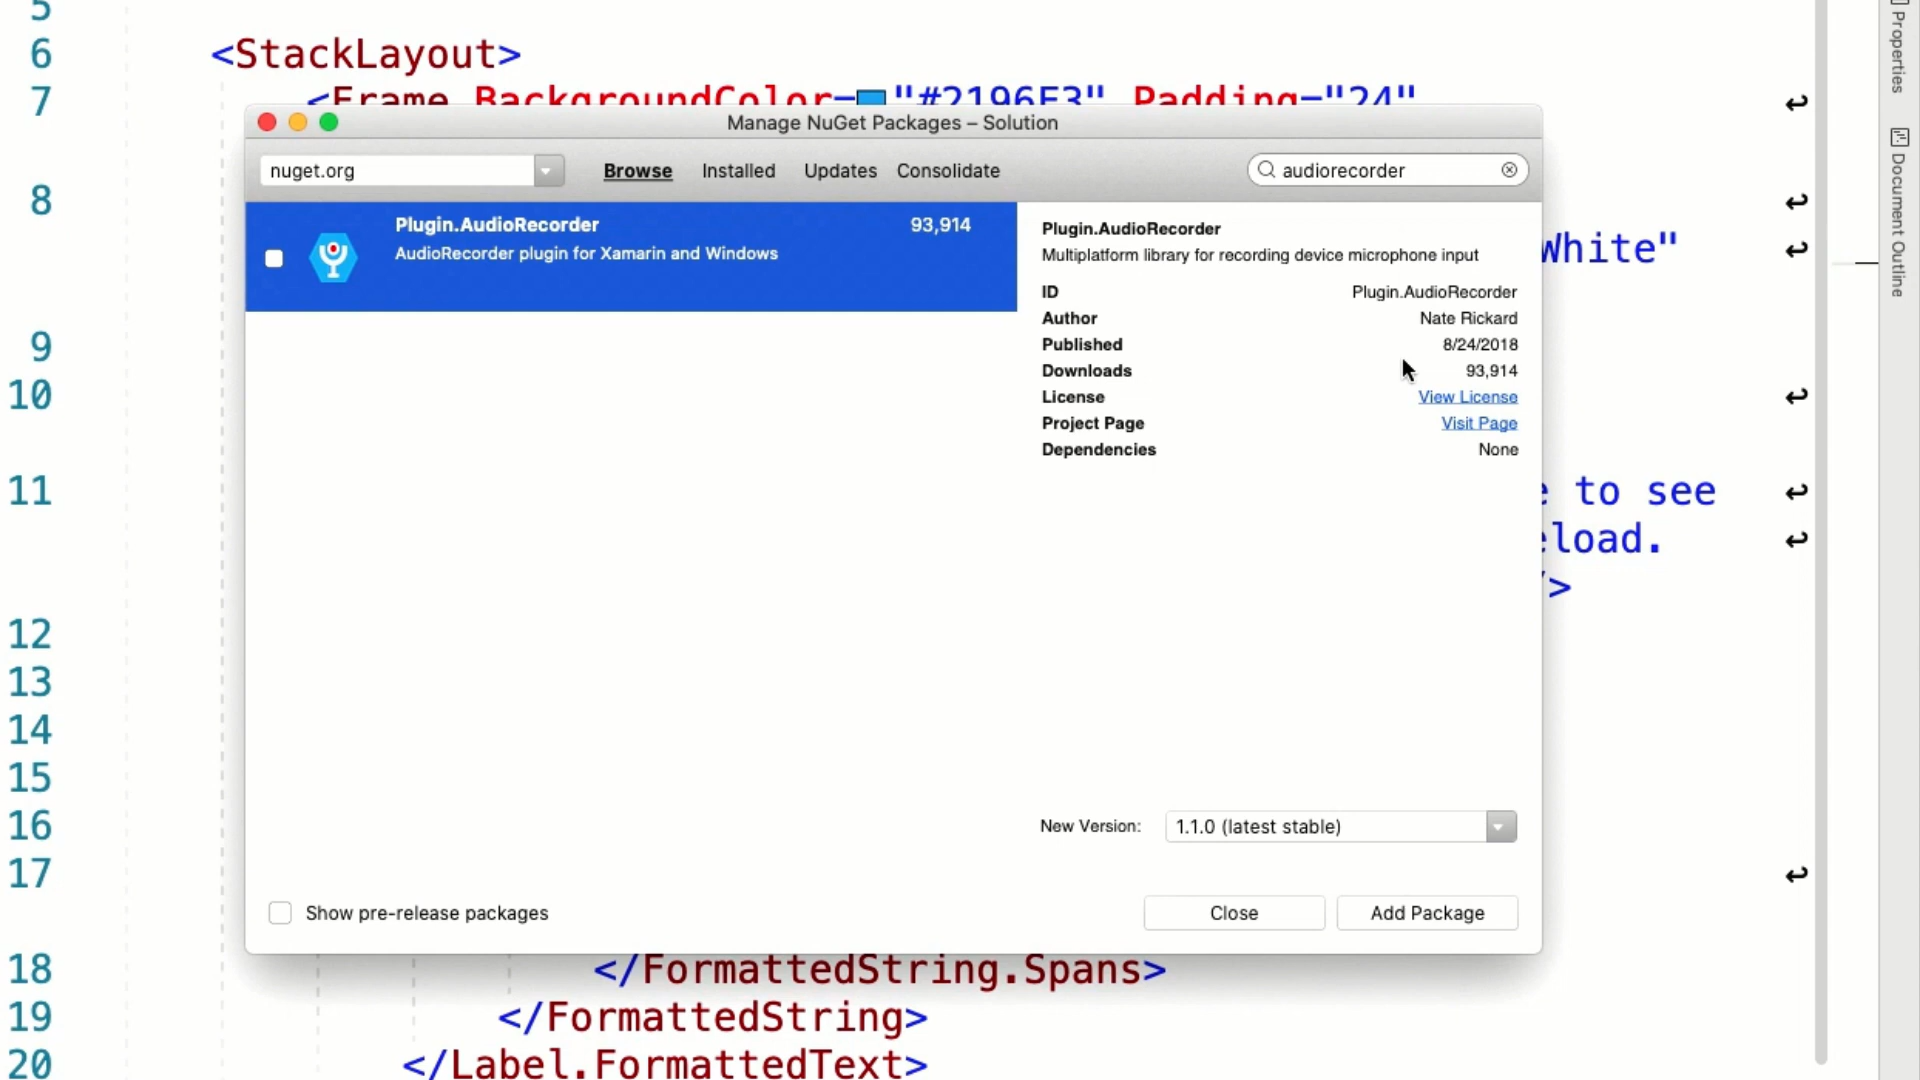 5
6 <StackLayout>
7 <Frame BackgroundColor="#2196F3" Padding="24"
Manage NuGet Packages – Solution
nuget.org Browse Installed Updates Consolidate audiorecorder
Plugin.AudioRecorder 93,914
AudioRecorder plugin for Xamarin and Windows
Plugin.AudioRecorder
Multiplatform library for recording device microphone input
ID Plugin.AudioRecorder
Author Nate Rickard
Published 8/24/2018
Downloads 93,914
License View License
Project Page Visit Page
Dependencies None
New Version: 1.1.0 (latest stable)
Show pre-release packages Close Add Package
8
White"
9
10
11 to see
eload.
/>
12
13
14
15
16
17
18 </FormattedString.Spans>
19 </FormattedString>
20 </Label.FormattedText>
Properties
Document Outline